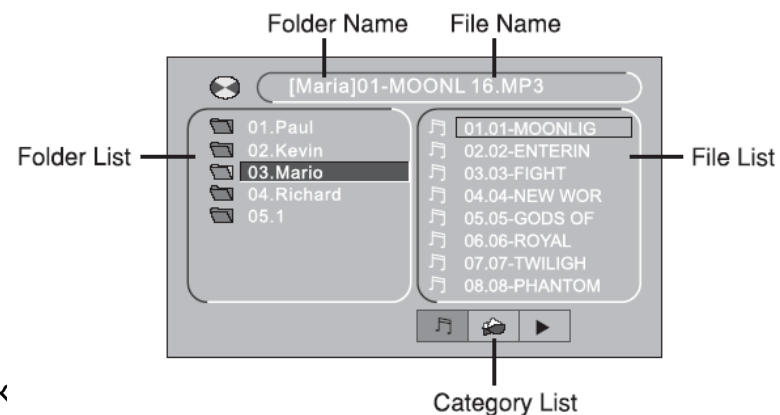 Folder Name File Name
[Maria]01-MOONL 16.MP3
Folder List
01.Paul
02.Kevin
03.Mario
04.Richard
05.1
01.01-MOONLIG
02.02-ENTERIN
03.03-FIGHT
04.04-NEW WOR
05.05-GODS OF
06.06-ROYAL
07.07-TWILIGH
08.08-PHANTOM
File List
Category List